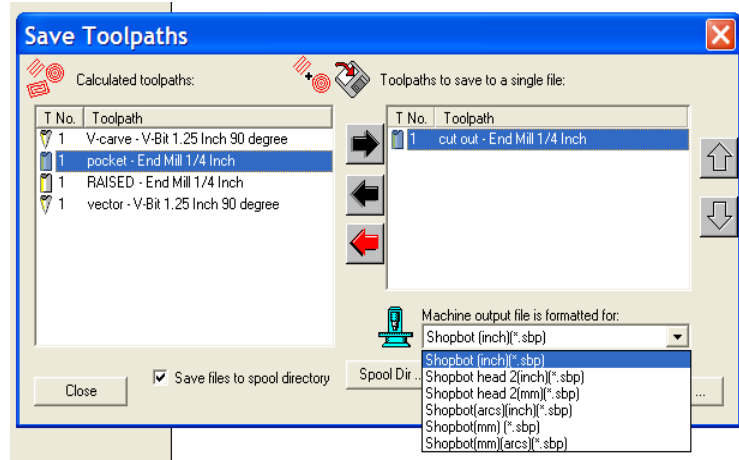 Save Toolpaths
Calculated toolpaths:
T No. Toolpath
1 V-carve - V-Bit 1.25 Inch 90 degree
1 pocket - End Mill 1/4 Inch
1 RAISED - End Mill 1/4 Inch
1 vector - V-Bit 1.25 Inch 90 degree
Toolpaths to save to a single file:
T No. Toolpath
1 cut out - End Mill 1/4 Inch
Machine output file is formatted for:
Shopbot (inch)(*.sbp)
Shopbot (inch)(*.sbp)
Shopbot head 2(inch)(*.sbp)
Shopbot head 2(mm)(*.sbp)
Shopbot(arcs)(inch)(*.sbp)
Shopbot(mm) (*.sbp)
Shopbot(mm)(arcs)(*.sbp)
Close
Save files to spool directory
Spool Dir ..
...